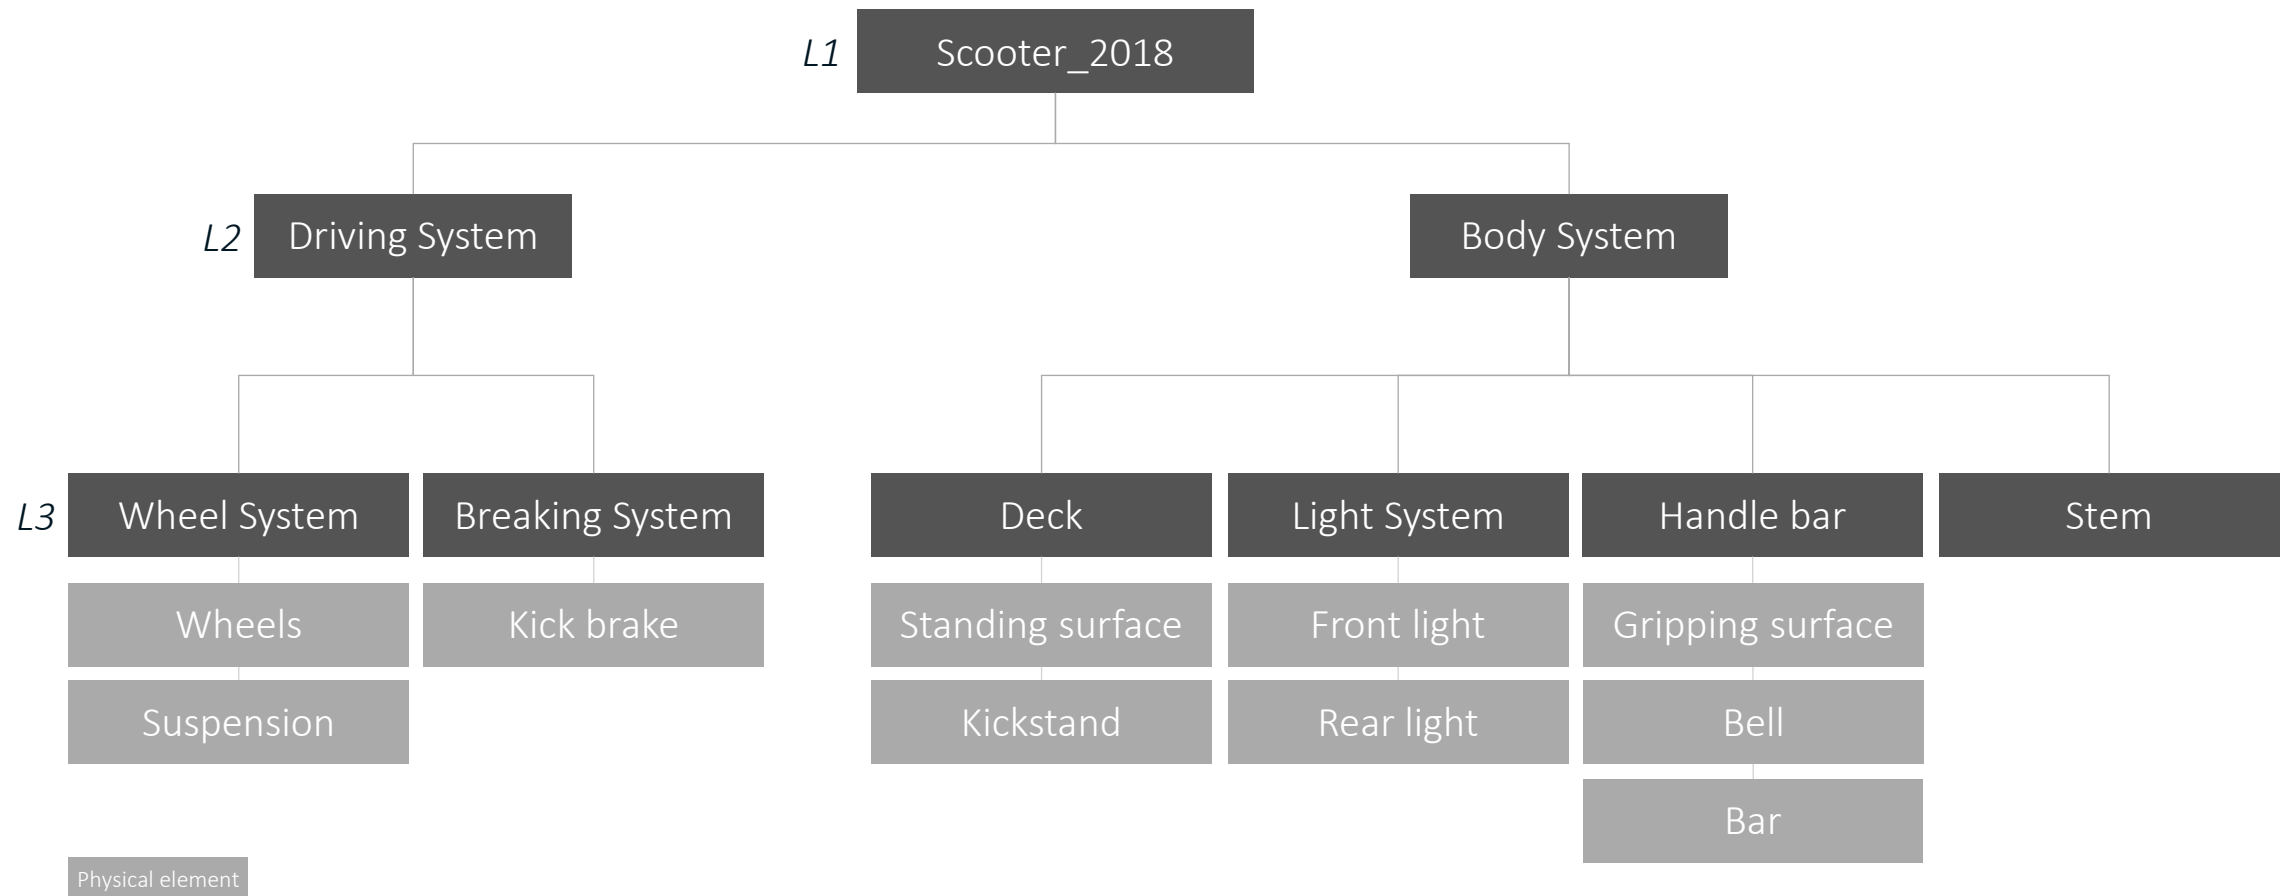 L1
Scooter_2018
L2
Driving System
Body System
L3
Wheel System
Breaking System
Deck
Light System
Handle bar
Stem
Wheels
Kick brake
Standing surface
Front light
Gripping surface
Suspension
Kickstand
Rear light
Bell
Bar
Physical element